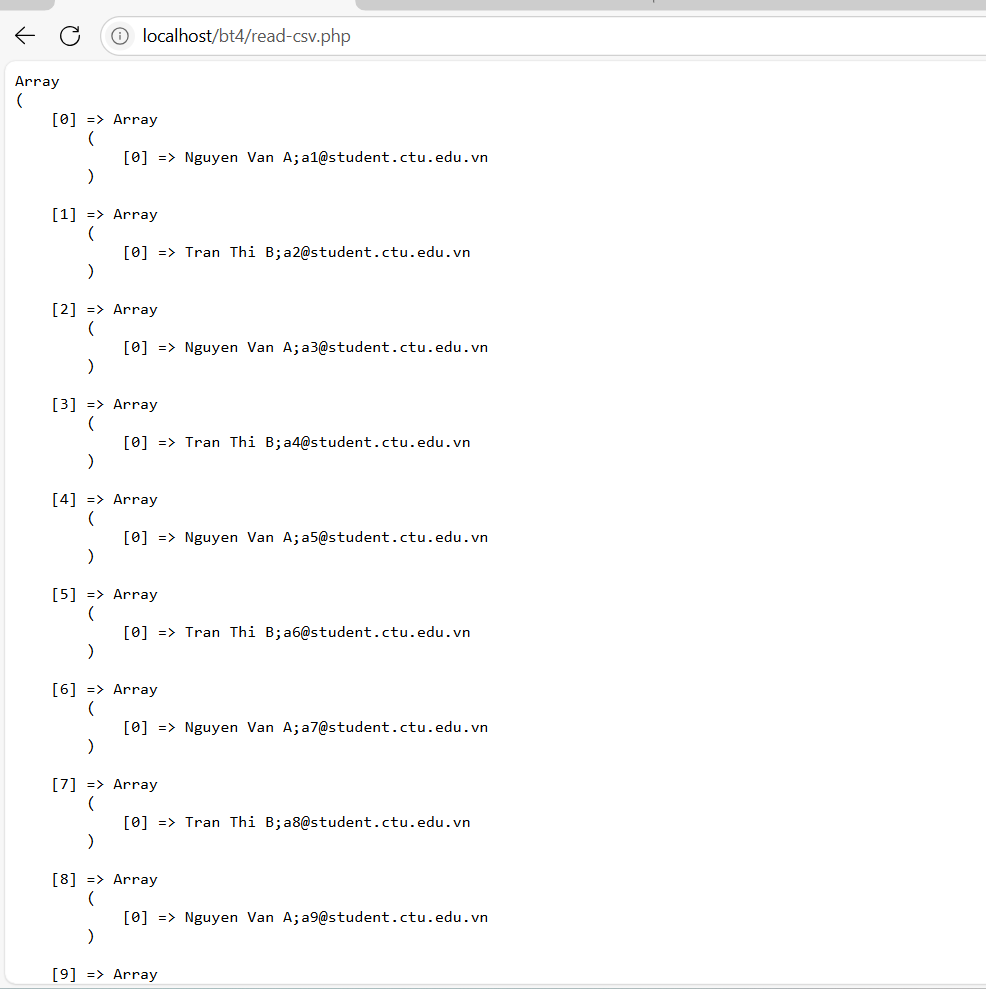 localhost/bt4/read-csv.php
Array
(
[0] => Array
(
[0] => Nguyen Van A;a1@student.ctu.edu.vn
)
[1] => Array
(
[0] => Tran Thi B;a2@student.ctu.edu.vn
)
[2] => Array
(
[0] => Nguyen Van A;a3@student.ctu.edu.vn
)
[3] => Array
(
[0] => Tran Thi B;a4@student.ctu.edu.vn
)
[4] => Array
(
[0] => Nguyen Van A;a5@student.ctu.edu.vn
)
[5] => Array
(
[0] => Tran Thi B;a6@student.ctu.edu.vn
)
[6] => Array
(
[0] => Nguyen Van A;a7@student.ctu.edu.vn
)
[7] => Array
(
[0] => Tran Thi B;a8@student.ctu.edu.vn
)
[8] => Array
(
[0] => Nguyen Van A;a9@student.ctu.edu.vn
)
[9] => Array